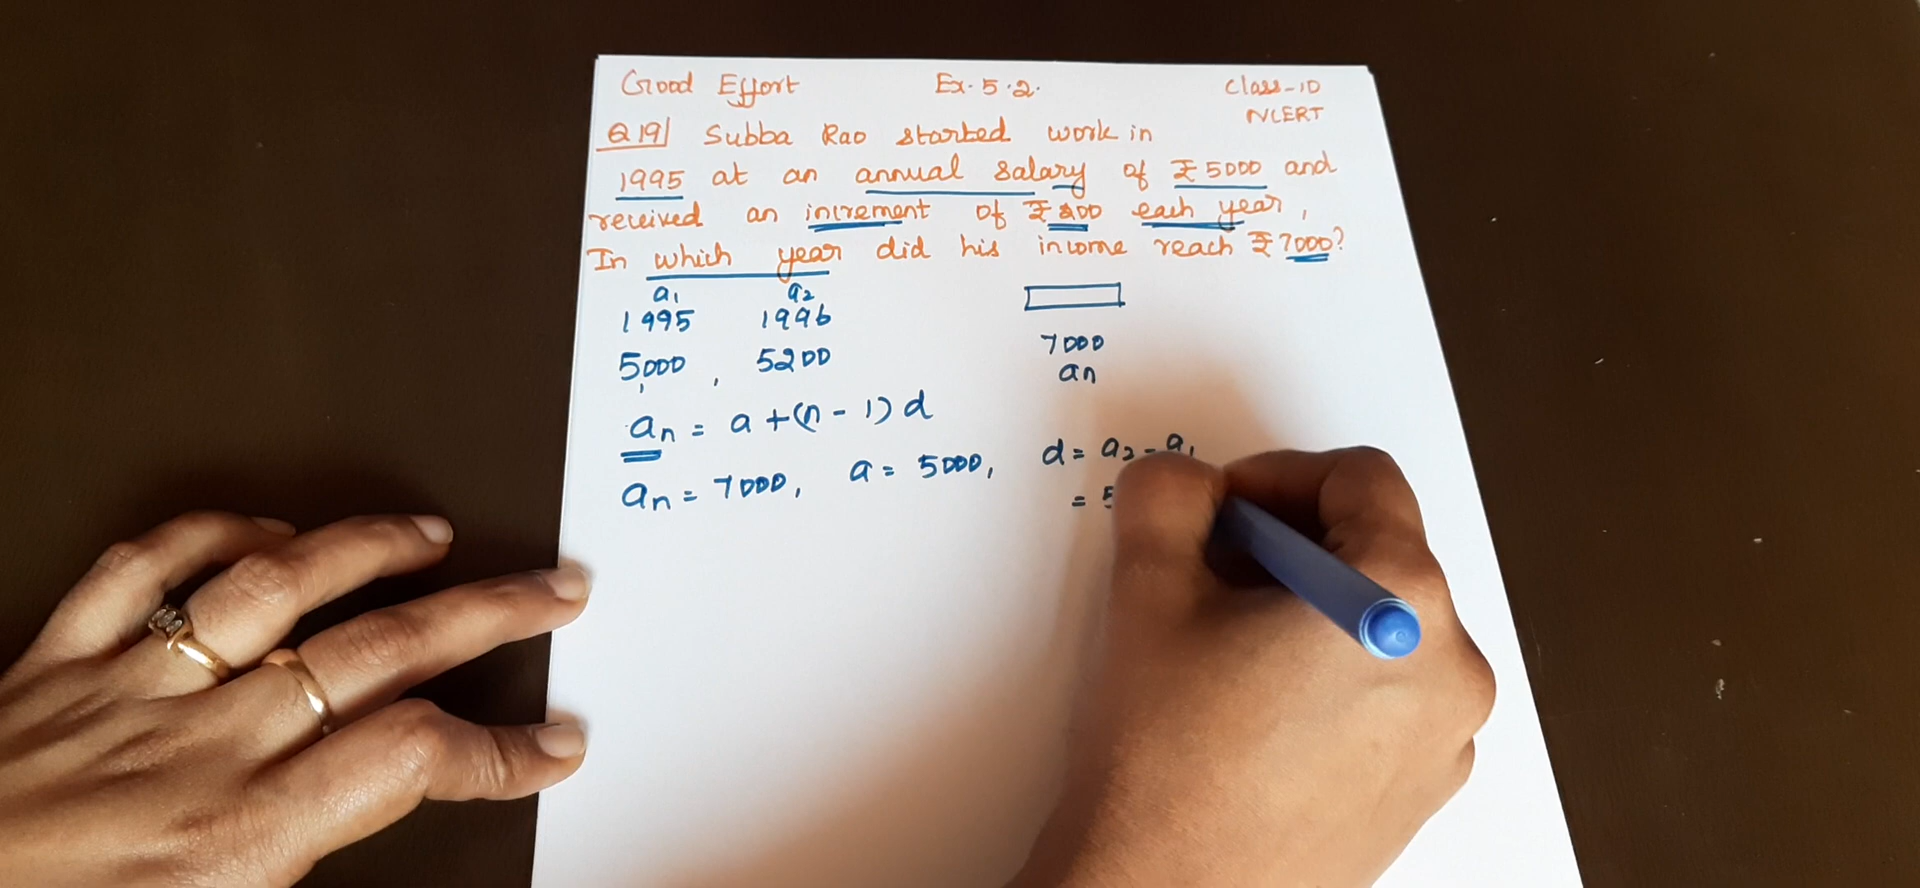 Good Effort Ex. 5.2. Class-10
NCERT
Q 19 Subba Rao started work in
1995 at an annual salary of ₹ 5000 and
received an increment of ₹ 200 each year,
In which year did his income reach ₹ 7000?
a1 a2
1995 1996
5000, 5200 7000
an
an = a + (n - 1) d
an = 7000, a = 5000, d = a2 - a1
= 5